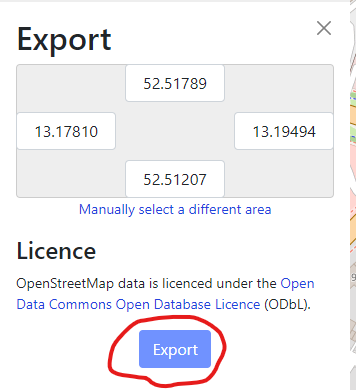 Export
52.51789
13.17810
13.19494
52.51207
Manually select a different area
Licence
OpenStreetMap data is licenced under the Open
Data Commons Open Database Licence (ODbL).
Export